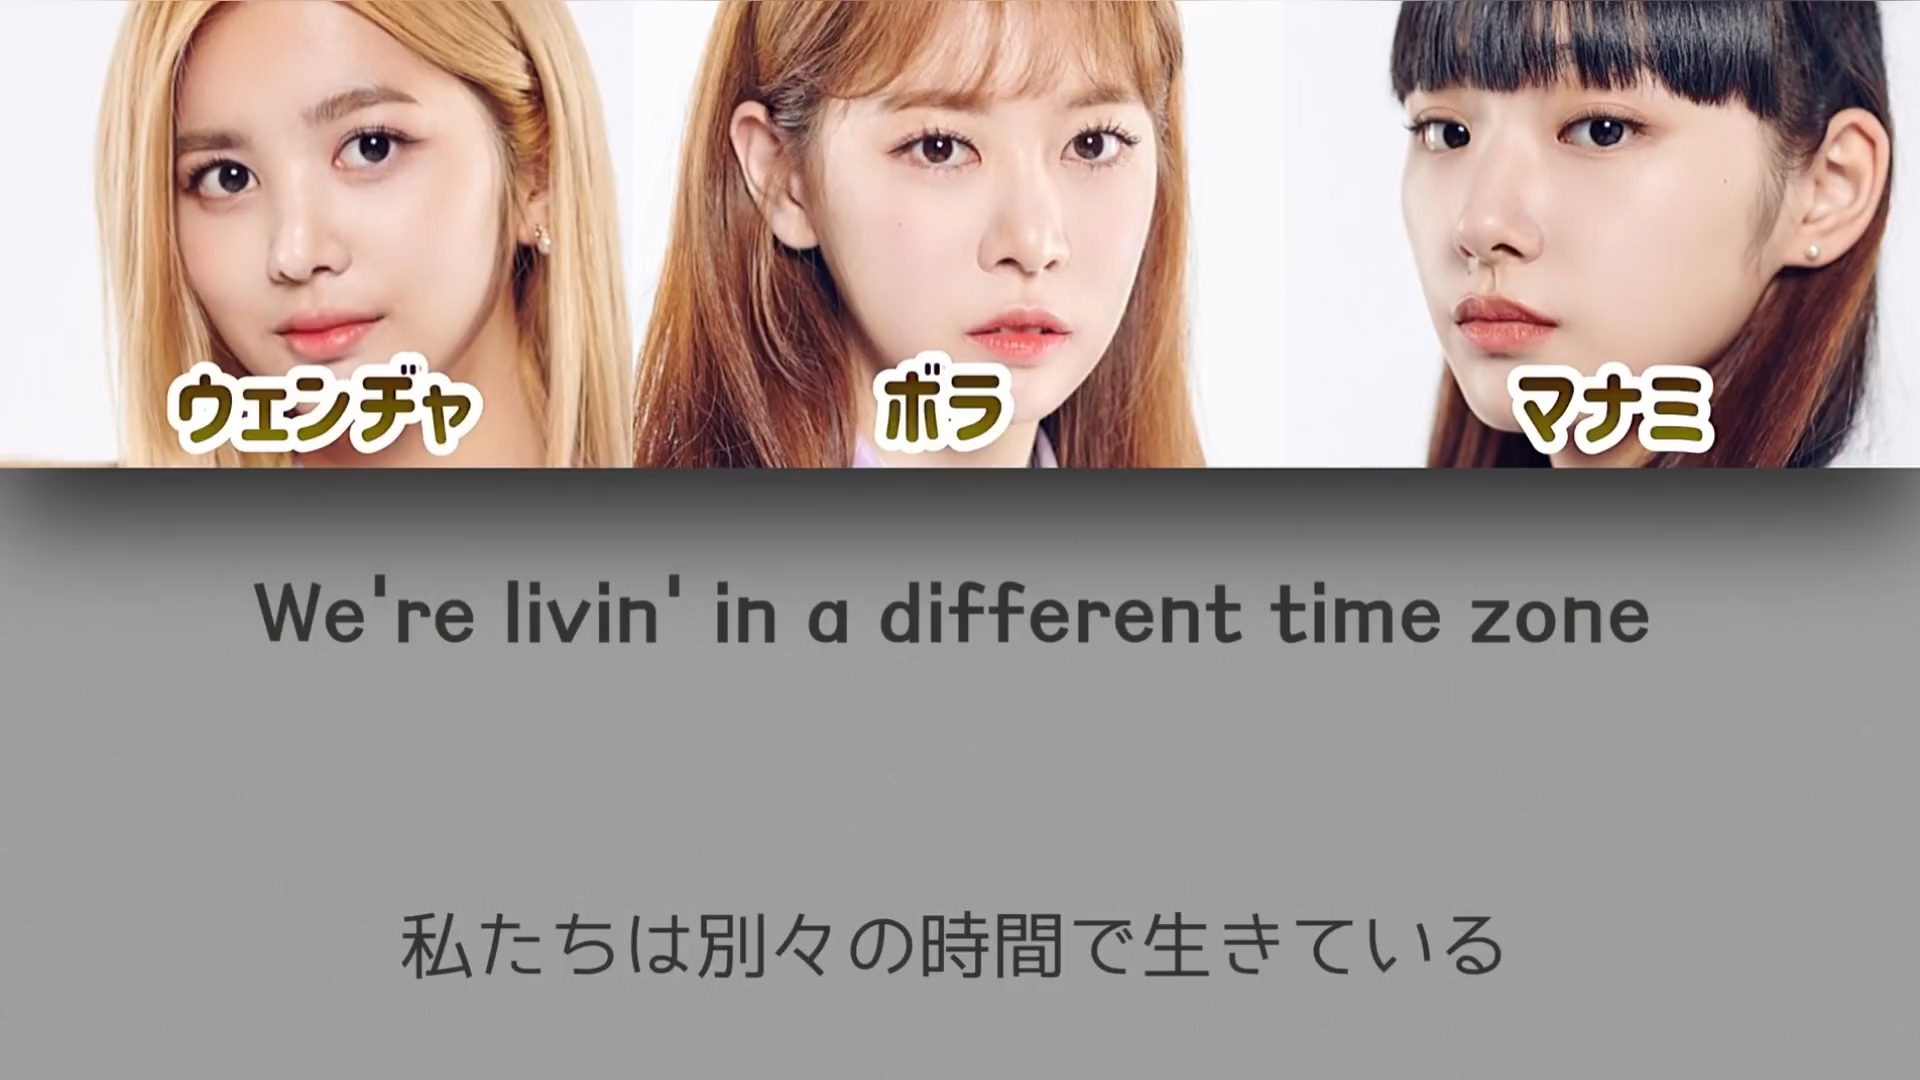 ウェンヂャ
ボラ
マナミ
We're livin' in a different time zone
私たちは別々の時間で生きている